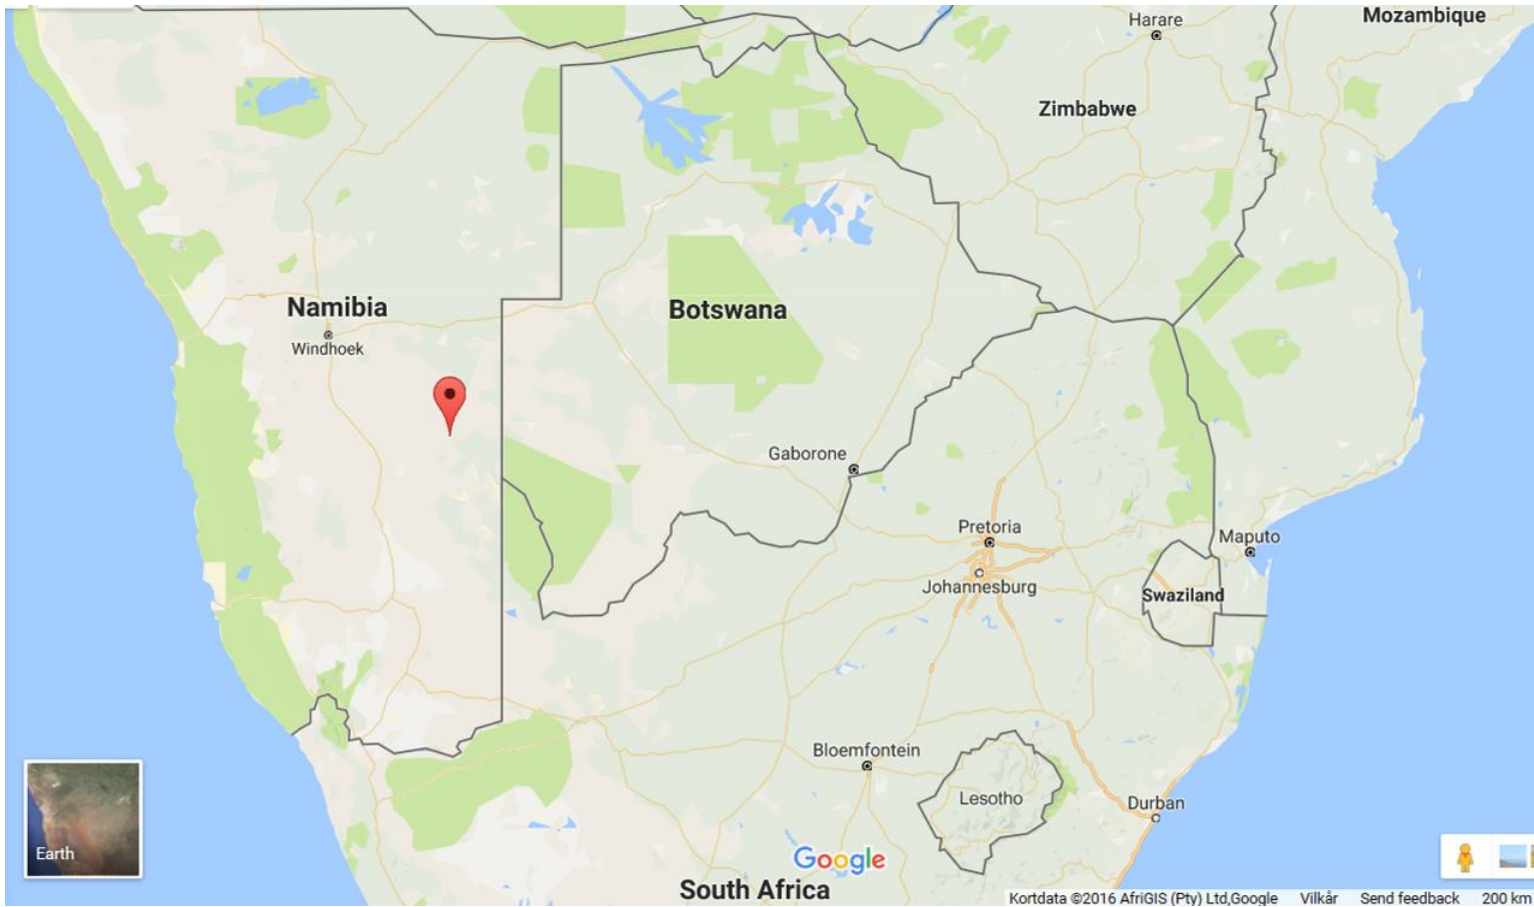 Harare
Mozambique
Zimbabwe
Namibia
Botswana
Windhoek
Gaborone
Pretoria
Maputo
Johannesburg
Swaziland
Bloemfontein
Lesotho
Durban
Earth
Google
South Africa
Kortdata ©2016 AfriGIS (Pty) Ltd,Google Vilkår Send feedback 200 km